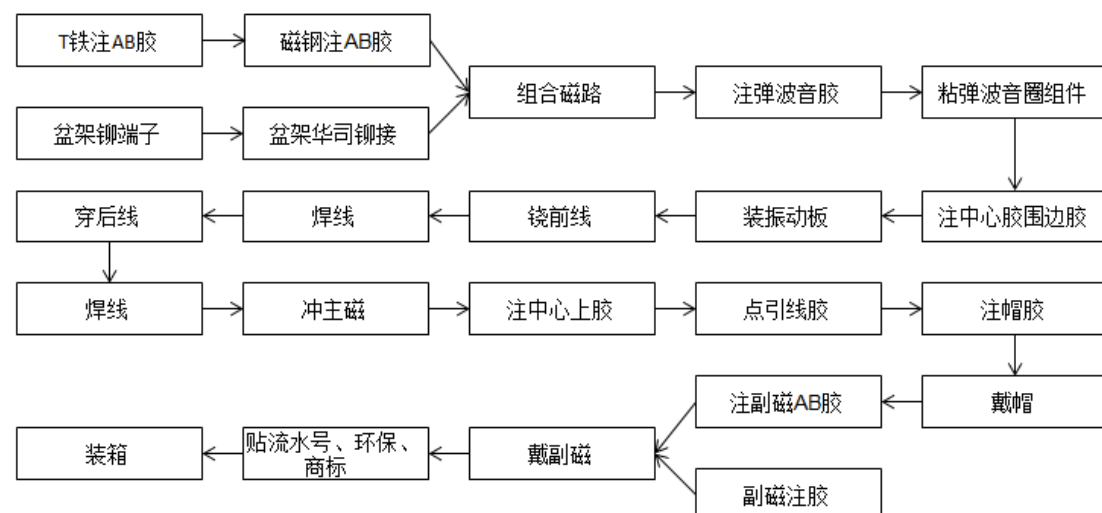 T铁注AB胶
磁钢注AB胶
组合磁路
注弹波音胶
粘弹波音圈组件
盆架铆端子
盆架华司铆接
穿后线
焊线
铙前线
装振动板
注中心胶围边胶
焊线
冲主磁
注中心上胶
点引线胶
注帽胶
注副磁AB胶
戴帽
装箱
贴流水号、环保、
商标
戴副磁
副磁注胶